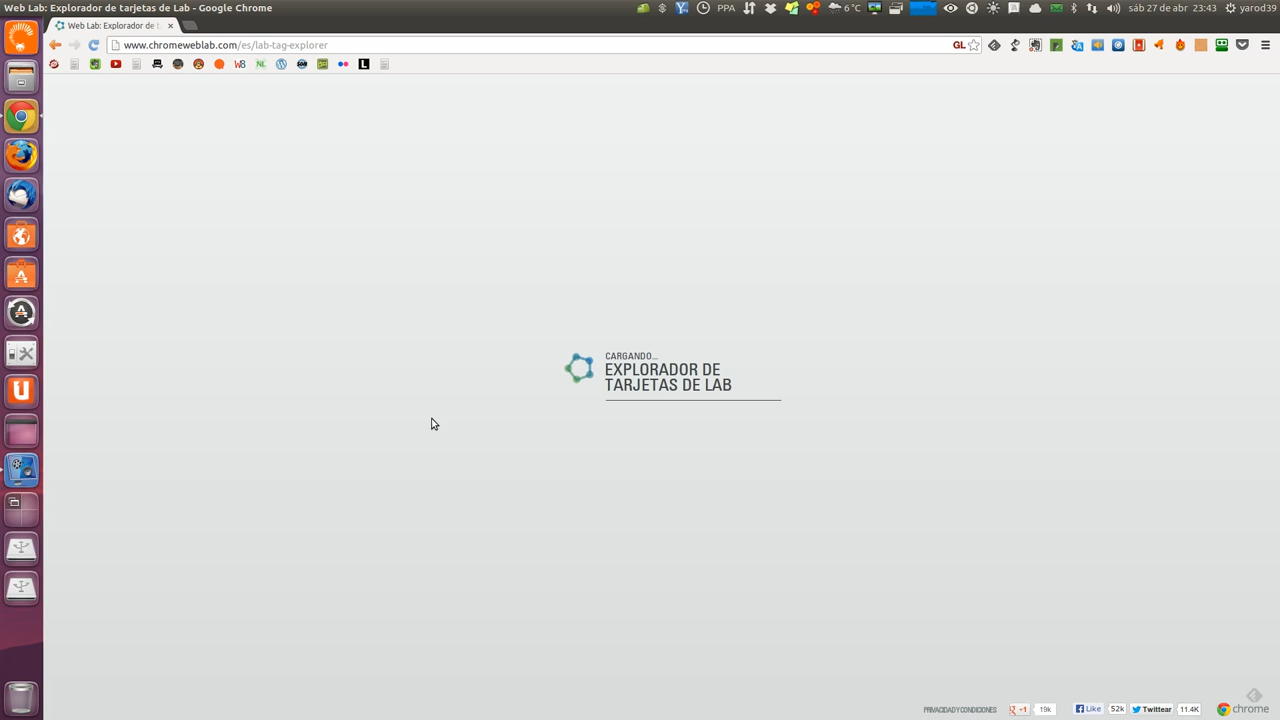 Web Lab: Explorador de tarjetas de Lab - Google Chrome
PPA
6°C
sáb 27 de abr 23:43
yarod39
Web Lab: Explorador de t
www.chromeweblab.com/es/lab-tag-explorer
GL
W8
NL
L
CARGANDO...
EXPLORADOR DE
TARJETAS DE LAB
PRIVACIDAD Y CONDICIONES
+1
19k
Like
52k
Twittear
11.4K
chrome